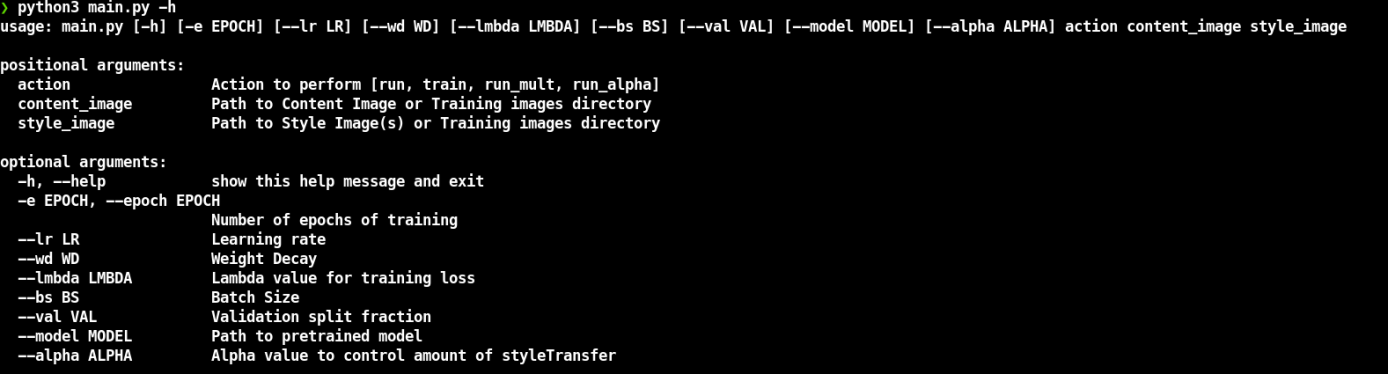 ❯ python3 main.py -h
usage: main.py [-h] [-e EPOCH] [--lr LR] [--wd WD] [--lmbda LMBDA] [--bs BS] [--val VAL] [--model MODEL] [--alpha ALPHA] action content_image style_image
positional arguments:
action Action to perform [run, train, run_mult, run_alpha]
content_image Path to Content Image or Training images directory
style_image Path to Style Image(s) or Training images directory
optional arguments:
-h, --help show this help message and exit
-e EPOCH, --epoch EPOCH
Number of epochs of training
--lr LR Learning rate
--wd WD Weight Decay
--lmbda LMBDA Lambda value for training loss
--bs BS Batch Size
--val VAL Validation split fraction
--model MODEL Path to pretrained model
--alpha ALPHA Alpha value to control amount of styleTransfer